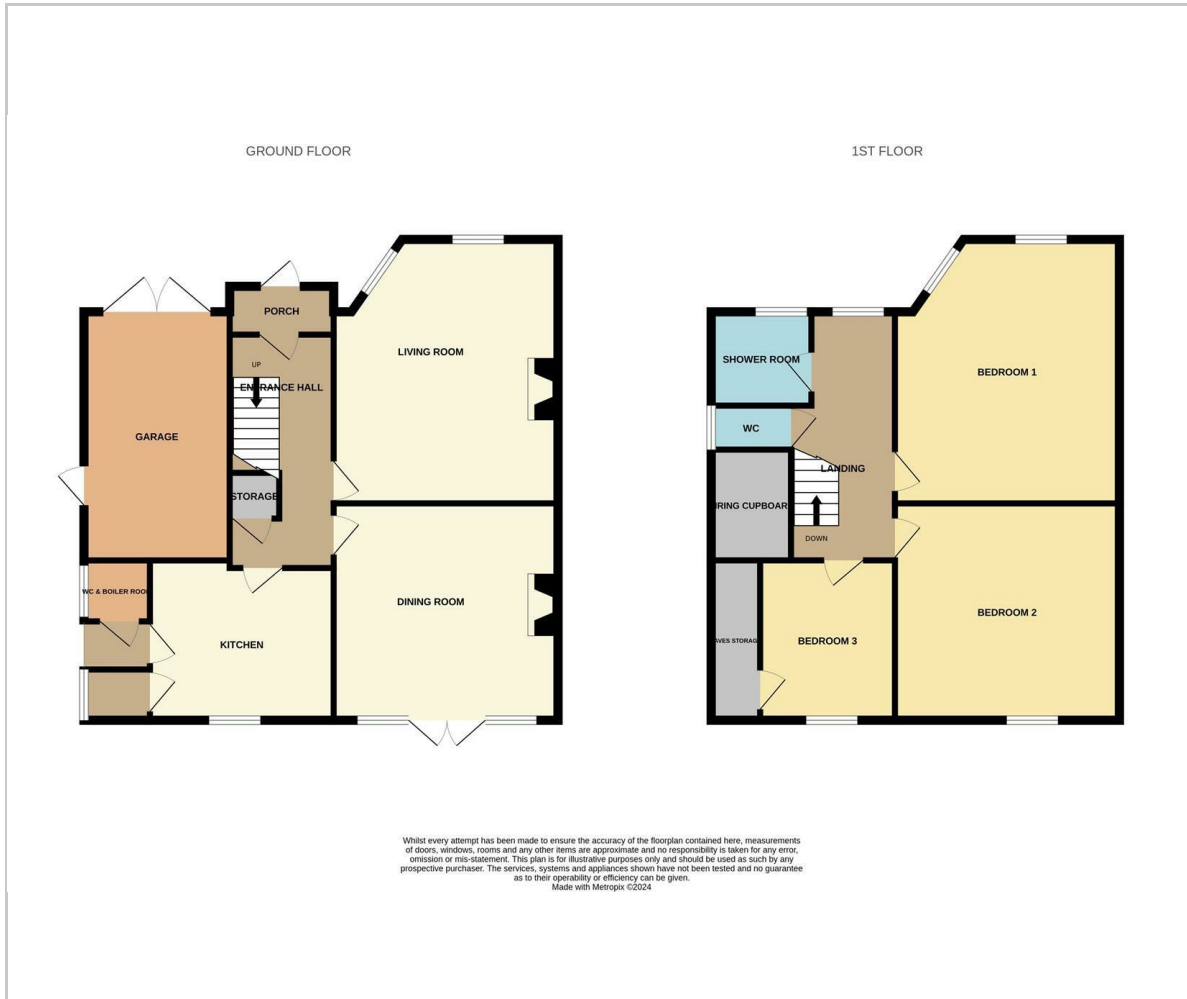 GROUND FLOOR
PORCH
LIVING ROOM
UP
ENTRANCE HALL
GARAGE
STORAGE
WC & BOILER ROO
DINING ROOM
KITCHEN
1ST FLOOR
SHOWER ROOM
BEDROOM 1
WC
LANDING
IRING CUPBOAR
DOWN
BEDROOM 2
AVES STORAG
BEDROOM 3
Whilst every attempt has been made to ensure the accuracy of the floorplan contained here, measurements
of doors, windows, rooms and any other items are approximate and no responsibility is taken for any error,
omission or mis-statement. This plan is for illustrative purposes only and should be used as such by any
prospective purchaser. The services, systems and appliances shown have not been tested and no guarantee
as to their operability or efficiency can be given.
Made with Metropix ©2024